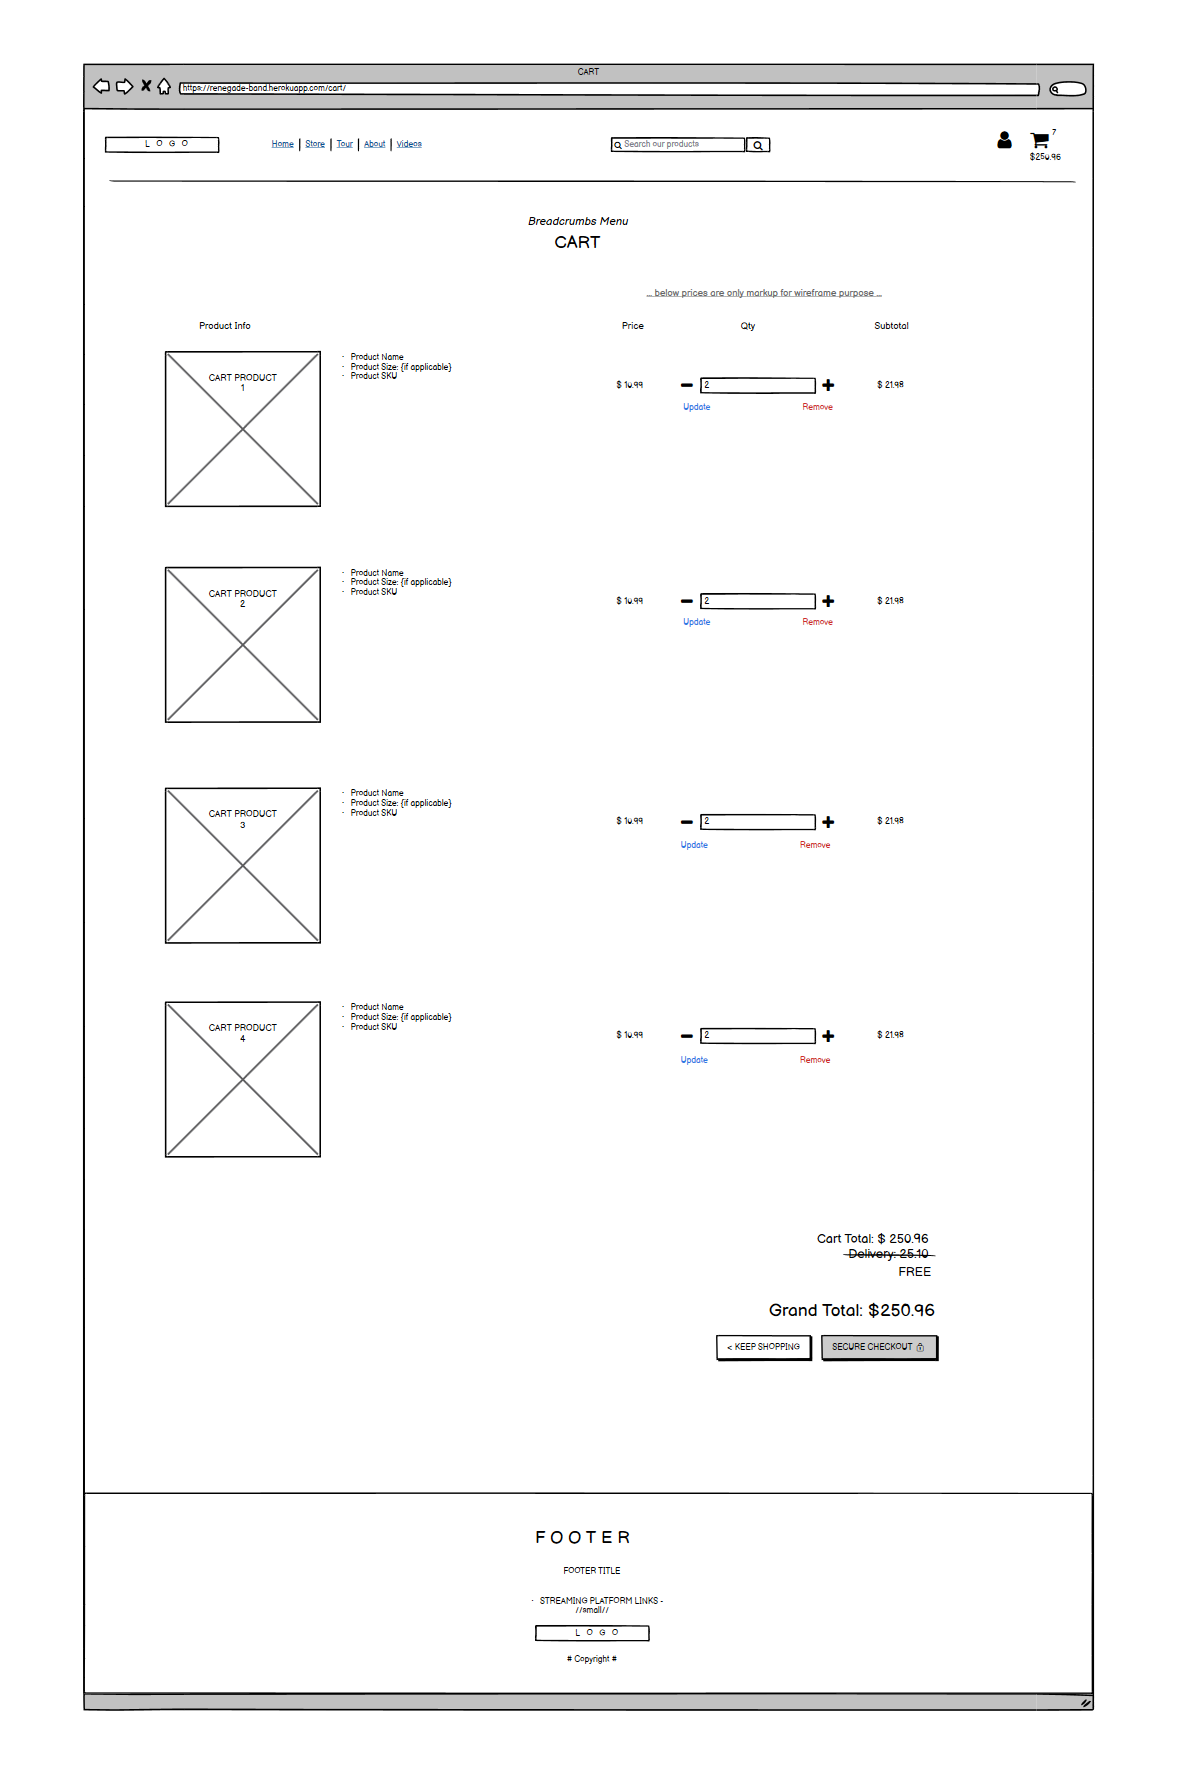 CART
https://renegade-band.herokuapp.com/cart/
LOGO
Home | Store | Tour | About | Videos
Search our products
7
$250.96
Breadcrumbs Menu
CART
... below prices are only markup for wireframe purpose ...
Product Info Price Qty Subtotal
CART PRODUCT
1
- Product Name
- Product Size: {if applicable}
- Product SKU
$ 10.99 2 $ 21.98
Update Remove
CART PRODUCT
2
- Product Name
- Product Size: {if applicable}
- Product SKU
$ 10.99 2 $ 21.98
Update Remove
CART PRODUCT
3
- Product Name
- Product Size: {if applicable}
- Product SKU
$ 10.99 2 $ 21.98
Update Remove
CART PRODUCT
4
- Product Name
- Product Size: {if applicable}
- Product SKU
$ 10.99 2 $ 21.98
Update Remove
Cart Total: $ 250.96
Delivery: 25.10
FREE
Grand Total: $250.96
< KEEP SHOPPING SECURE CHECKOUT
FOOTER
FOOTER TITLE
- STREAMING PLATFORM LINKS -
//small//
LOGO
# Copyright #